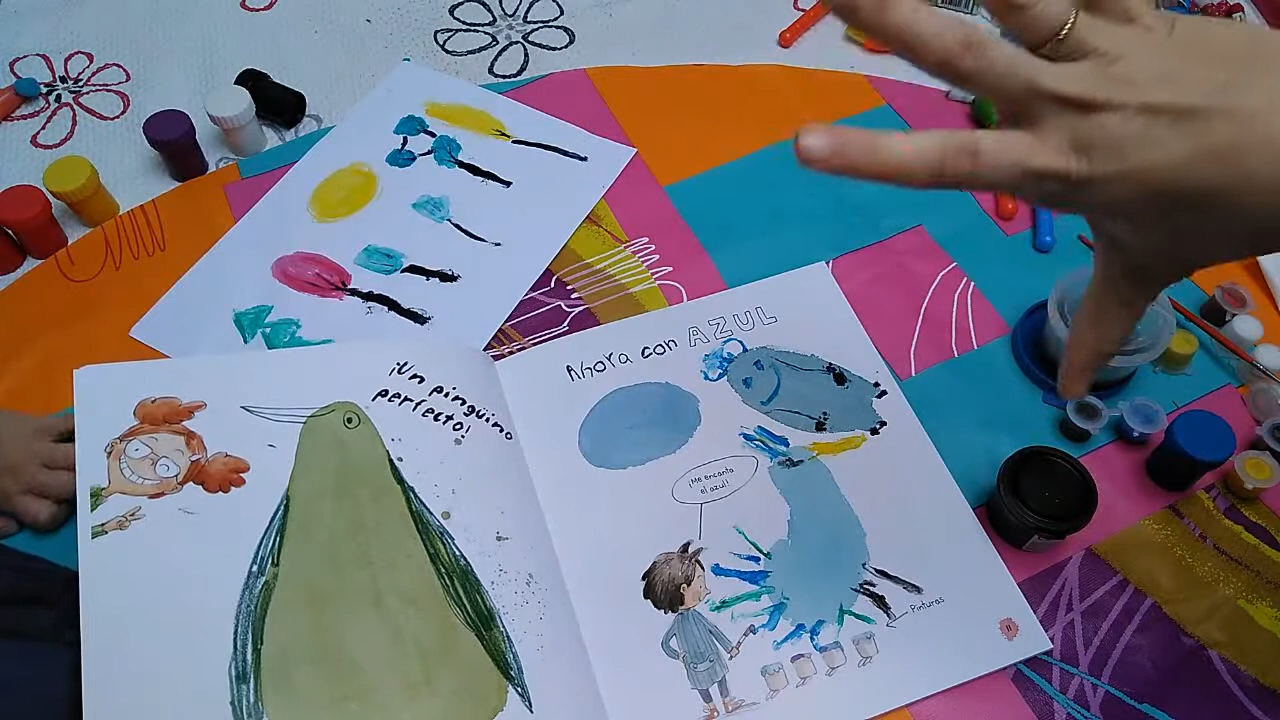 ¡Un pingüino
perfecto!
Ahora con AZUL
¡Me encanta
el azul!
Pinturas